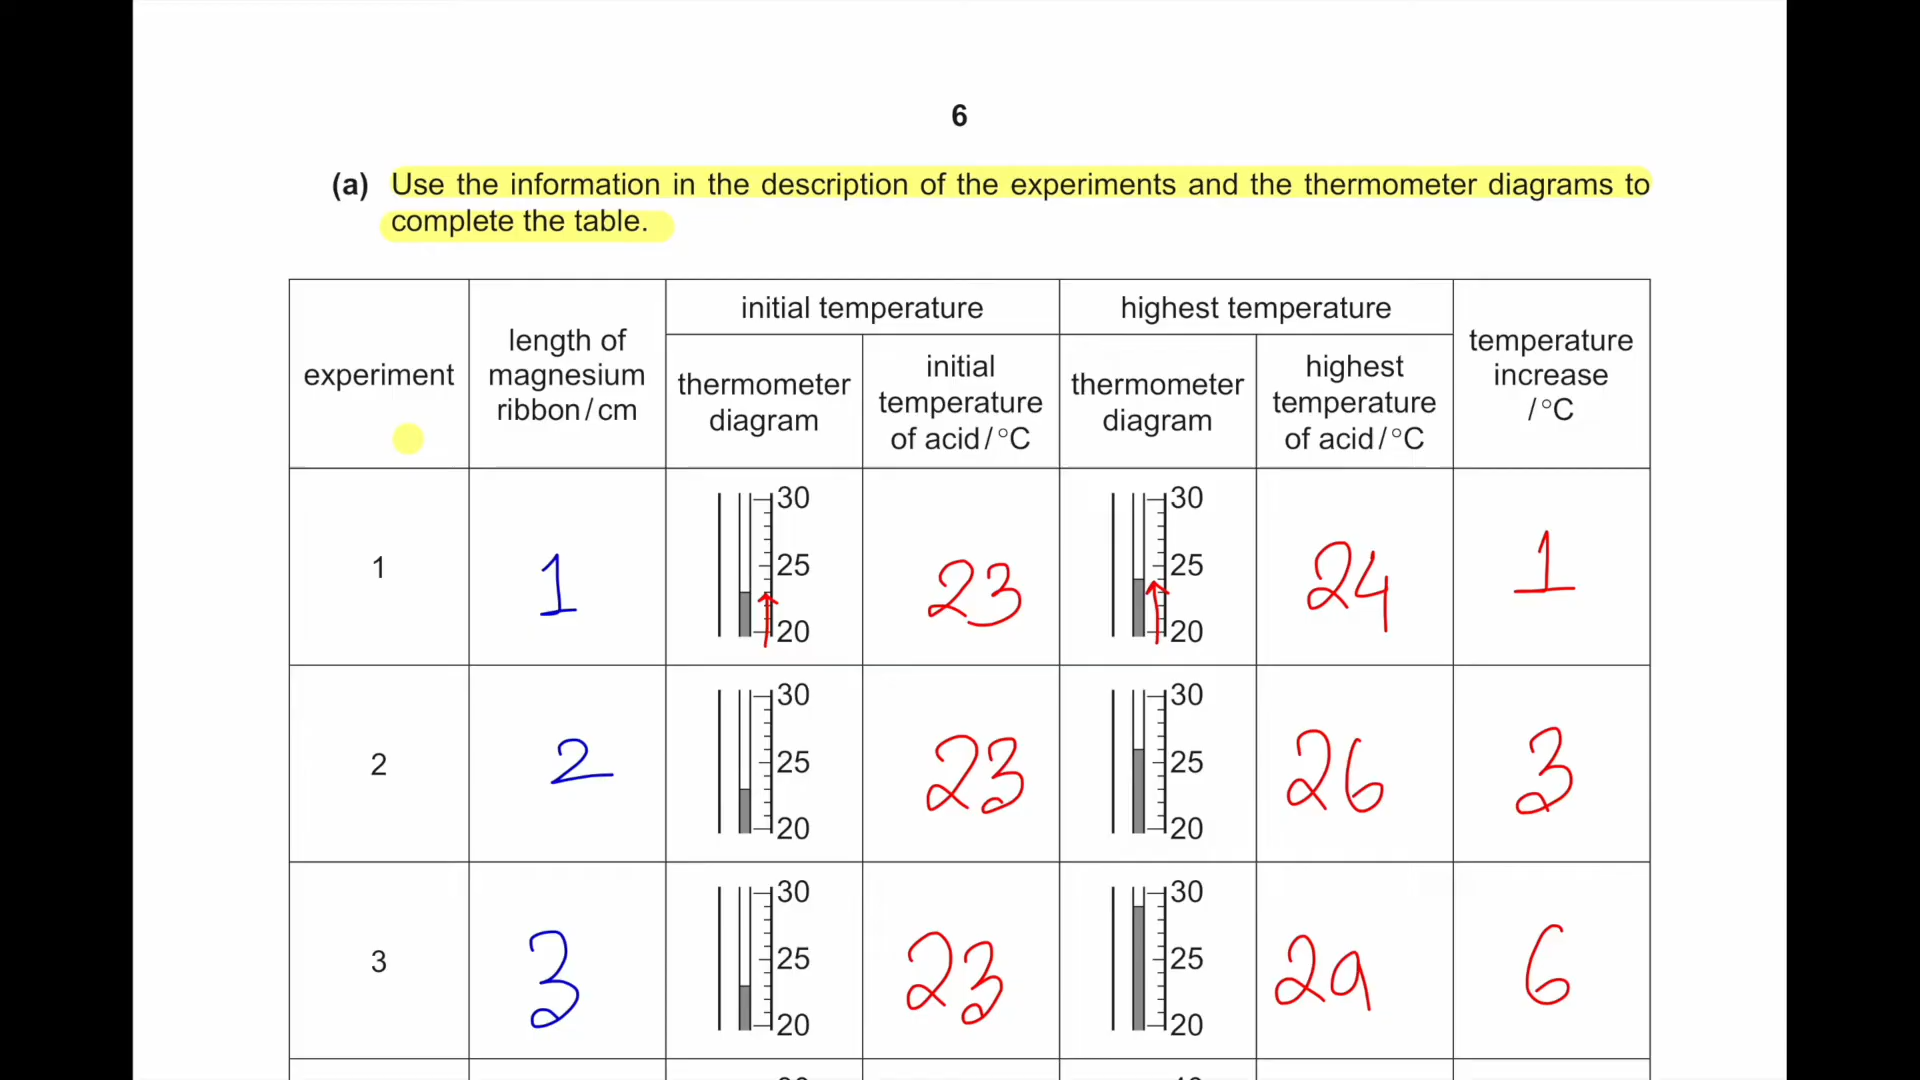 6
(a) Use the information in the description of the experiments and the thermometer diagrams to
complete the table.
experiment
length of
magnesium
ribbon / cm
initial temperature
thermometer
diagram
initial
temperature
of acid / °C
highest temperature
thermometer
diagram
highest
temperature
of acid / °C
temperature
increase
/ °C
1
1
30
25
20
23
30
25
20
24
1
2
2
30
25
20
23
30
25
20
26
3
3
3
30
25
20
23
30
25
20
29
6